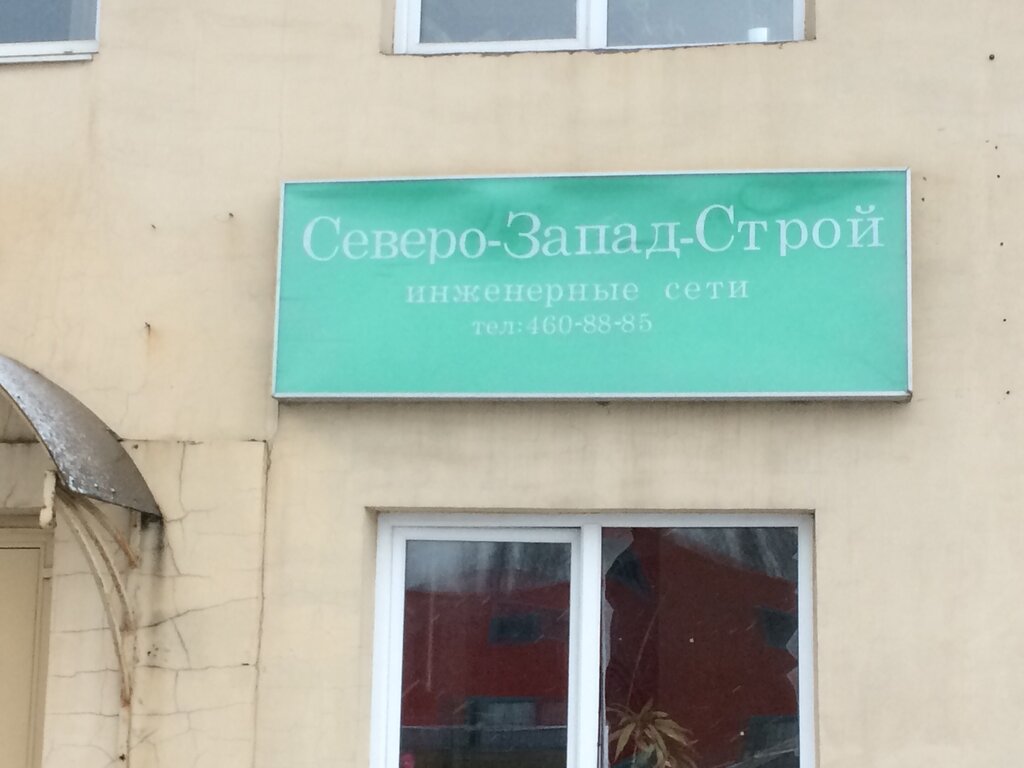 Северо-Запад-Строй
инженерные сети
тел:460-88-85